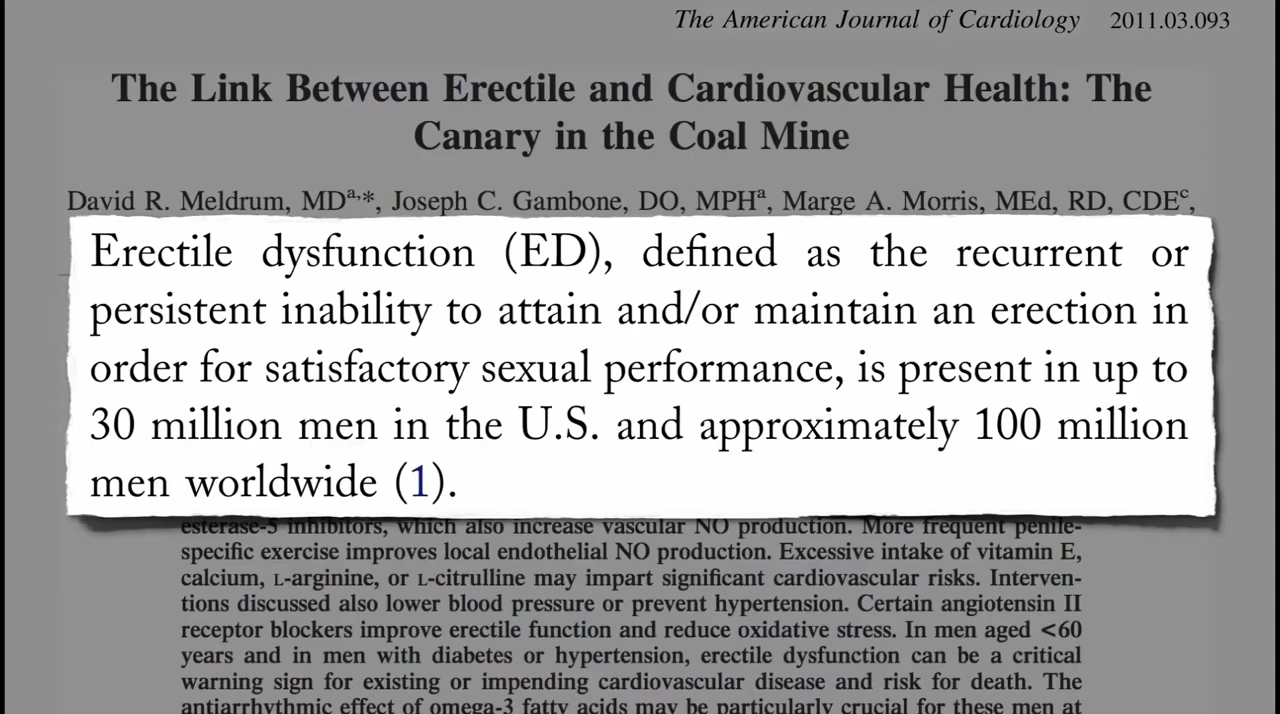 The American Journal of Cardiology 2011.03.093
The Link Between Erectile and Cardiovascular Health: The
Canary in the Coal Mine
David R. Meldrum, MDa,*, Joseph C. Gambone, DO, MPHa, Marge A. Morris, MEd, RD, CDEc,
Erectile dysfunction (ED), defined as the recurrent or
persistent inability to attain and/or maintain an erection in
order for satisfactory sexual performance, is present in up to
30 million men in the U.S. and approximately 100 million
men worldwide (1).
esterase-5 inhibitors, which also increase vascular NO production. More frequent penile-
specific exercise improves local endothelial NO production. Excessive intake of vitamin E,
calcium, L-arginine, or L-citrulline may impart significant cardiovascular risks. Interven-
tions discussed also lower blood pressure or prevent hypertension. Certain angiotensin II
receptor blockers improve erectile function and reduce oxidative stress. In men aged <60
years and in men with diabetes or hypertension, erectile dysfunction can be a critical
warning sign for existing or impending cardiovascular disease and risk for death. The
antiarrhythmic effect of omega-3 fatty acids may be particularly crucial for these men at